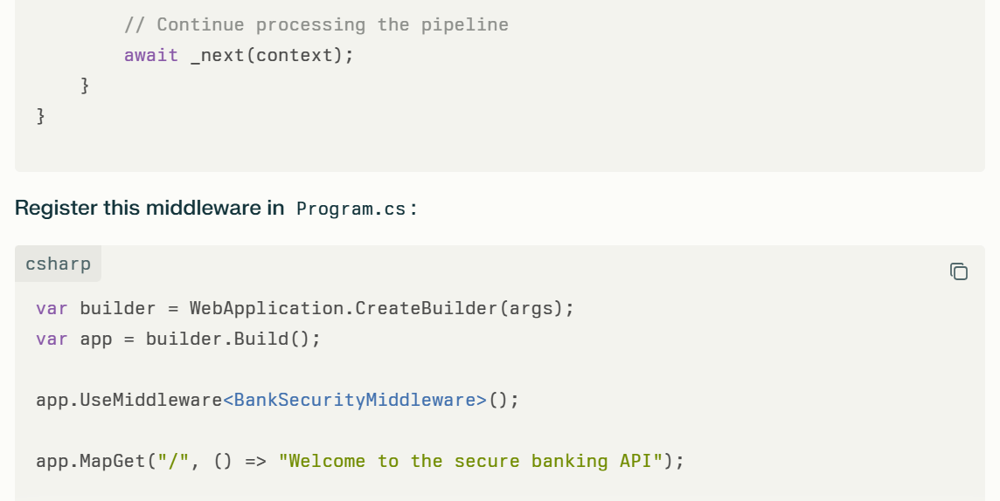 // Continue processing the pipeline
await _next(context);
}
}
Register this middleware in Program.cs:
csharp
var builder = WebApplication.CreateBuilder(args);
var app = builder.Build();
app.UseMiddleware<BankSecurityMiddleware>();
app.MapGet("/", () => "Welcome to the secure banking API");